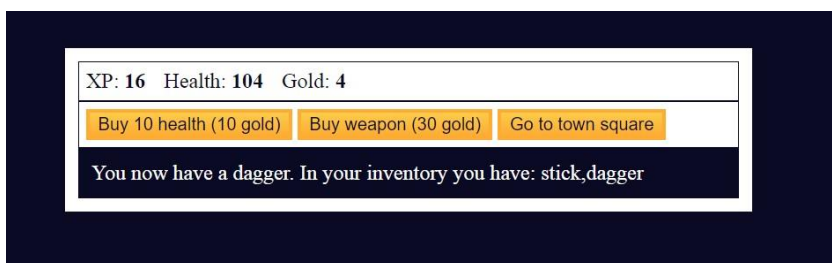 XP: 16 Health: 104 Gold: 4
Buy 10 health (10 gold) Buy weapon (30 gold) Go to town square
You now have a dagger. In your inventory you have: stick,dagger